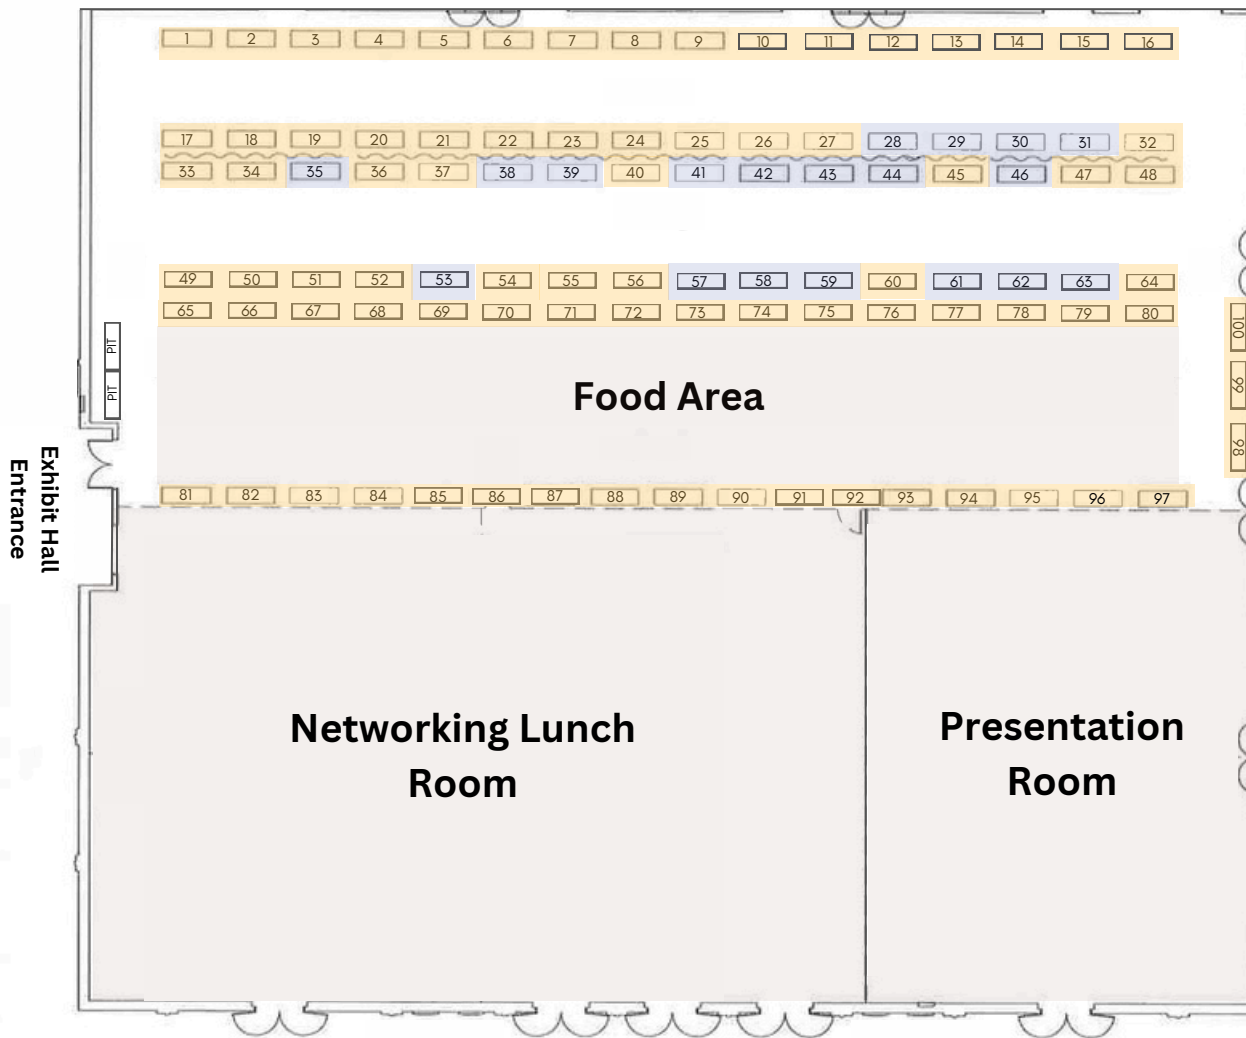 1 2 3 4 5 6 7 8 9 10 11 12 13 14 15 16
17 18 19 20 21 22 23 24 25 26 27 28 29 30 31 32
33 34 35 36 37 38 39 40 41 42 43 44 45 46 47 48
49 50 51 52 53 54 55 56 57 58 59 60 61 62 63 64
65 66 67 68 69 70 71 72 73 74 75 76 77 78 79 80
PIT
PIT
100
99
98
Food Area
Exhibit Hall
Entrance
81 82 83 84 85 86 87 88 89 90 91 92 93 94 95 96 97
Networking Lunch
Room
Presentation
Room